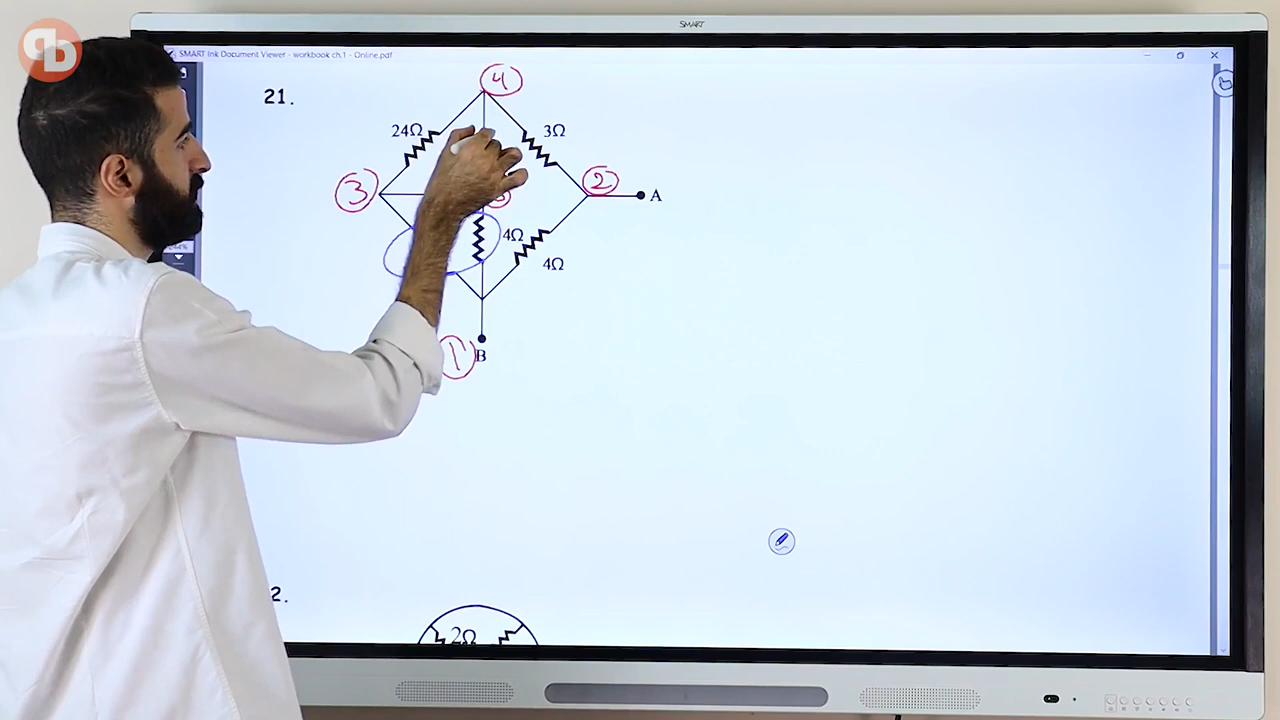 SMART
SMART Ink Document Viewer - workbook ch.1 - Online.pdf
21.
4
24Ω
3Ω
3
2
A
4Ω
4Ω
1
B
2.
2Ω